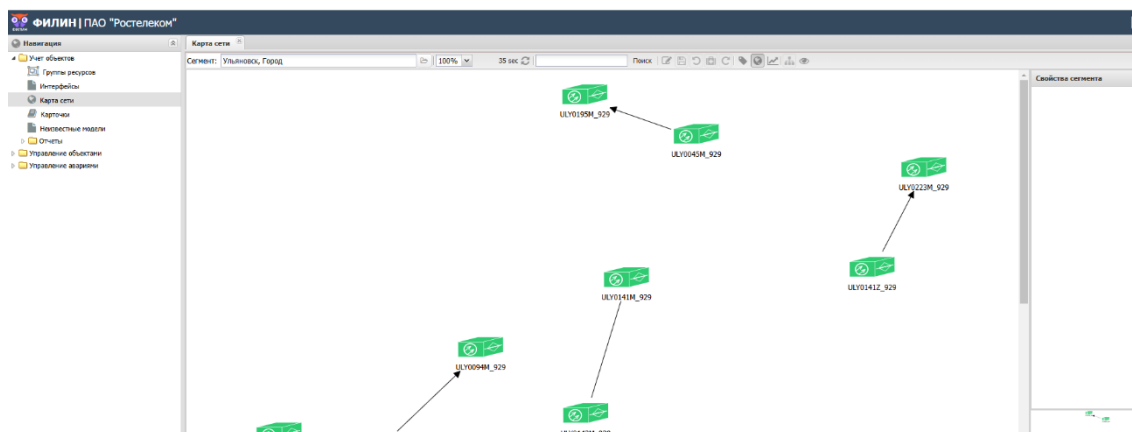 ФИЛИН | ПАО "Ростелеком"
Навигация
Учет объектов
Группы ресурсов
Интерфейсы
Карта сети
Карточки
Неизвестные модели
Отчеты
Управление объектами
Управление авариями
Карта сети
Сегмент: Ульяновск, Город 100% 35 sec Поиск
Свойства сегмента
ULY0195M_929
ULY0045M_929
ULY0223M_929
ULY0141Z_929
ULY0141M_929
ULY0094M_929